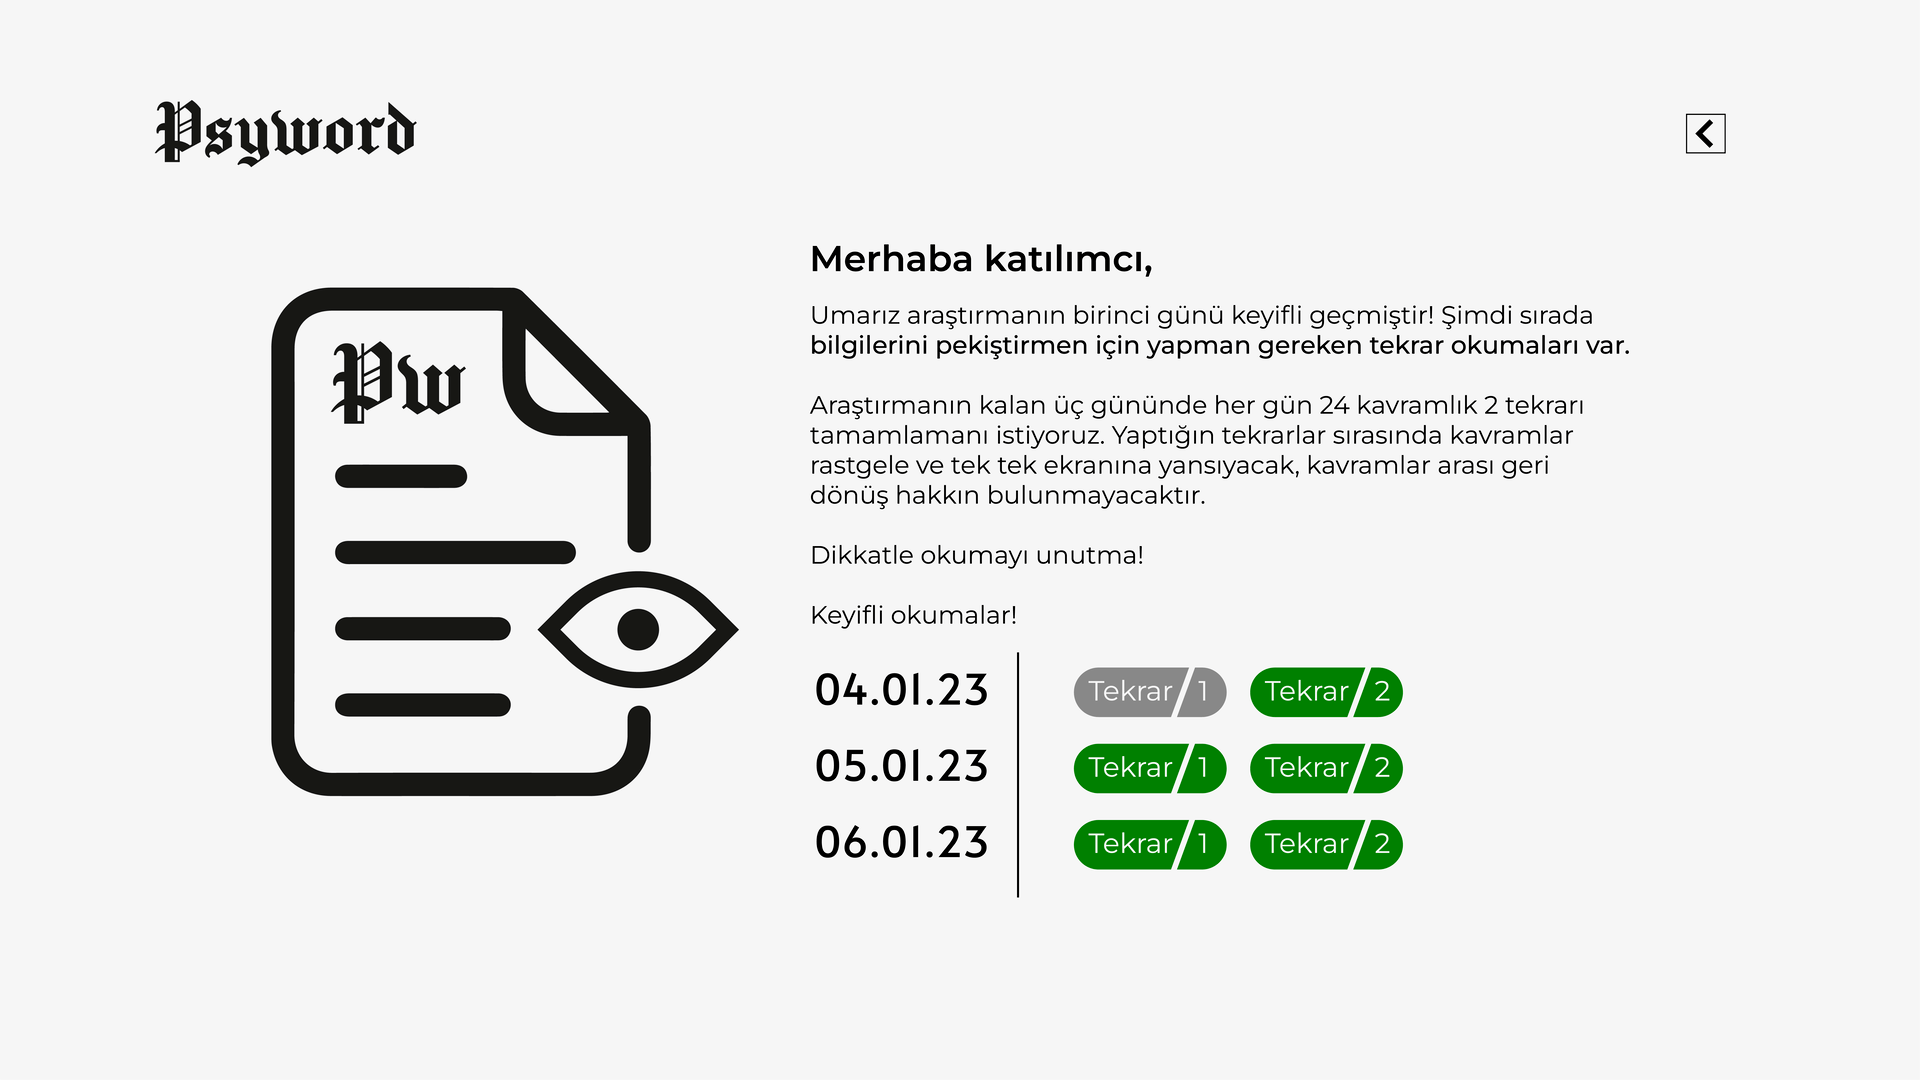 Psyword
Pw
Merhaba katılımcı,
Umarız araştırmanın birinci günü keyifli geçmiştir! Şimdi sırada
bilgilerini pekiştirmen için yapman gereken tekrar okumaları var.
Araştırmanın kalan üç gününde her gün 24 kavramlık 2 tekrarı
tamamlamanı istiyoruz. Yaptığın tekrarlar sırasında kavramlar
rastgele ve tek tek ekranına yansıyacak, kavramlar arası geri
dönüş hakkın bulunmayacaktır.
Dikkatle okumayı unutma!
Keyifli okumalar!
04.01.23 Tekrar/1 Tekrar/2
05.01.23 Tekrar/1 Tekrar/2
06.01.23 Tekrar/1 Tekrar/2